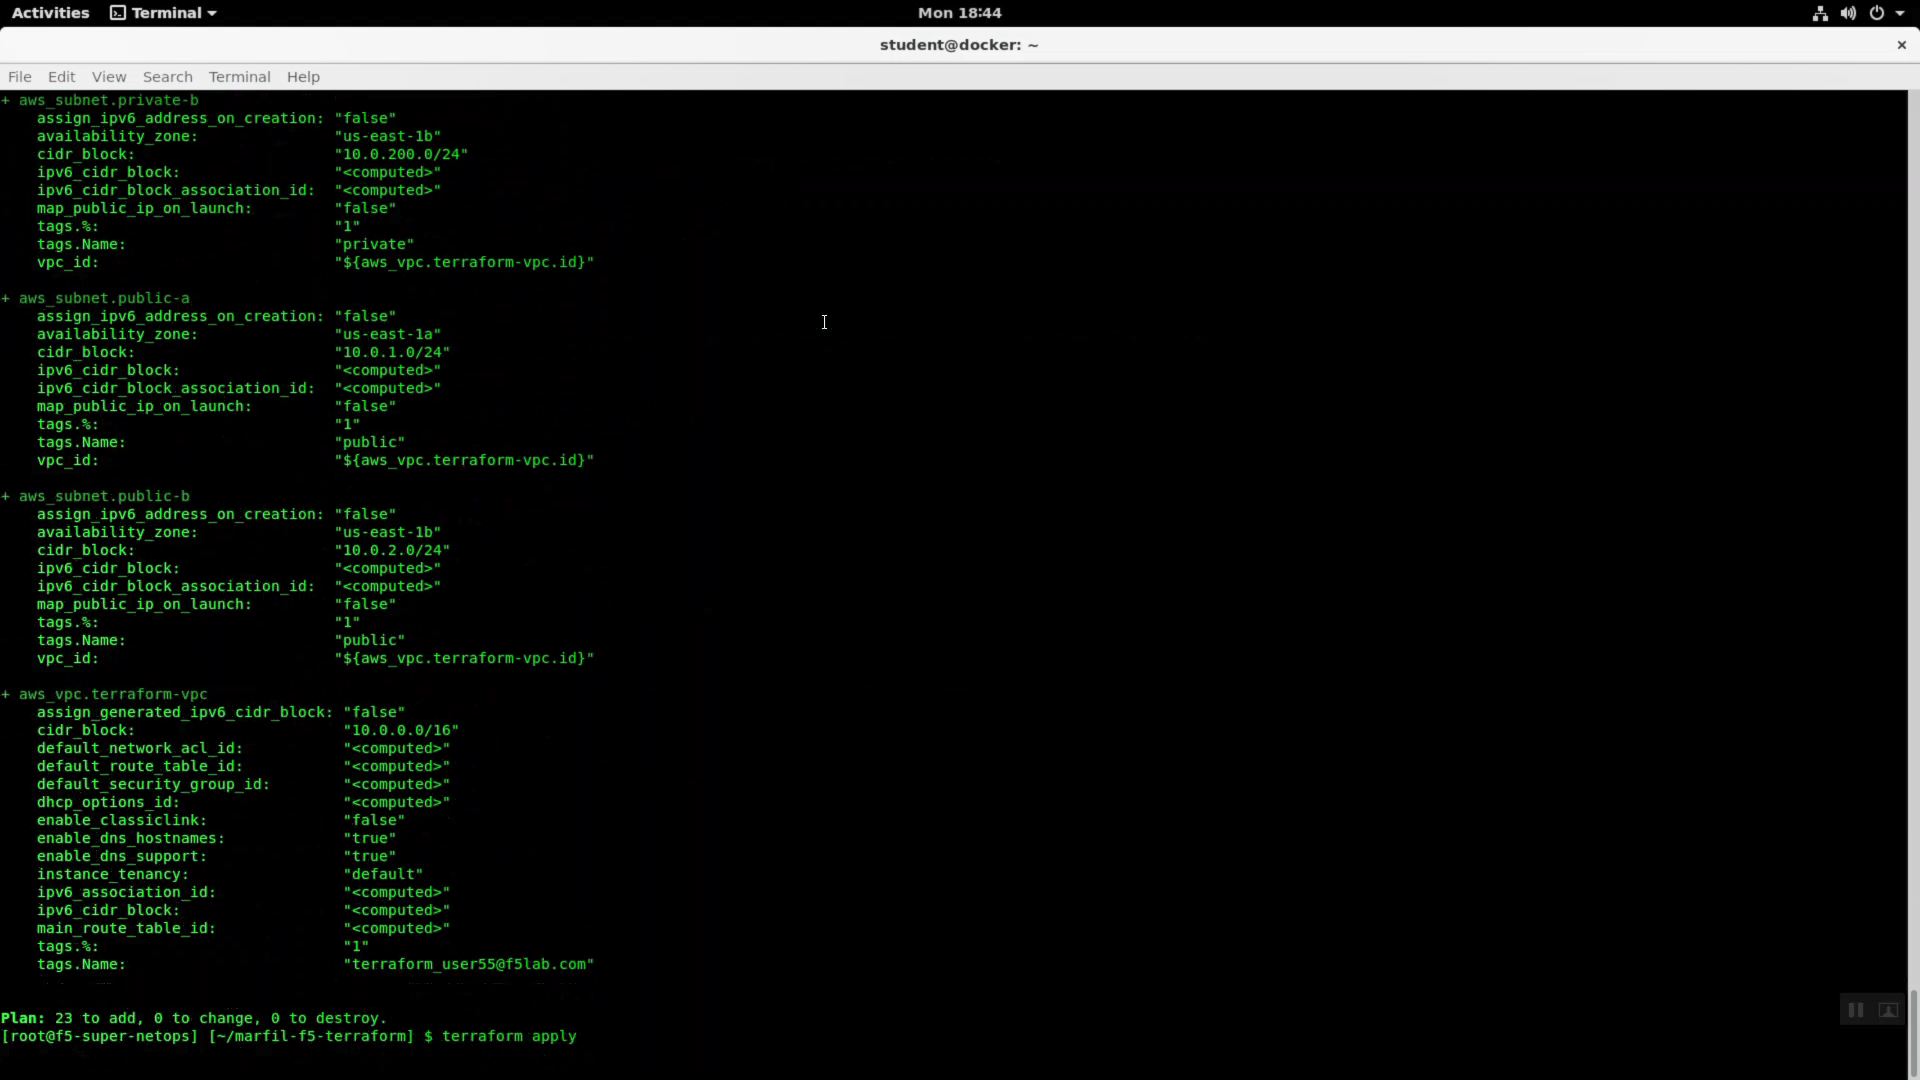 Activities Terminal Mon 18:44
student@docker: ~
File Edit View Search Terminal Help
+ aws_subnet.private-b
assign_ipv6_address_on_creation: "false"
availability_zone: "us-east-1b"
cidr_block: "10.0.200.0/24"
ipv6_cidr_block: "<computed>"
ipv6_cidr_block_association_id: "<computed>"
map_public_ip_on_launch: "false"
tags.%: "1"
tags.Name: "private"
vpc_id: "${aws_vpc.terraform-vpc.id}"
+ aws_subnet.public-a
assign_ipv6_address_on_creation: "false"
availability_zone: "us-east-1a"
cidr_block: "10.0.1.0/24"
ipv6_cidr_block: "<computed>"
ipv6_cidr_block_association_id: "<computed>"
map_public_ip_on_launch: "false"
tags.%: "1"
tags.Name: "public"
vpc_id: "${aws_vpc.terraform-vpc.id}"
+ aws_subnet.public-b
assign_ipv6_address_on_creation: "false"
availability_zone: "us-east-1b"
cidr_block: "10.0.2.0/24"
ipv6_cidr_block: "<computed>"
ipv6_cidr_block_association_id: "<computed>"
map_public_ip_on_launch: "false"
tags.%: "1"
tags.Name: "public"
vpc_id: "${aws_vpc.terraform-vpc.id}"
+ aws_vpc.terraform-vpc
assign_generated_ipv6_cidr_block: "false"
cidr_block: "10.0.0.0/16"
default_network_acl_id: "<computed>"
default_route_table_id: "<computed>"
default_security_group_id: "<computed>"
dhcp_options_id: "<computed>"
enable_classiclink: "false"
enable_dns_hostnames: "true"
enable_dns_support: "true"
instance_tenancy: "default"
ipv6_association_id: "<computed>"
ipv6_cidr_block: "<computed>"
main_route_table_id: "<computed>"
tags.%: "1"
tags.Name: "terraform_user55@f5lab.com"
Plan: 23 to add, 0 to change, 0 to destroy.
[root@f5-super-netops] [~/marfil-f5-terraform] $ terraform apply